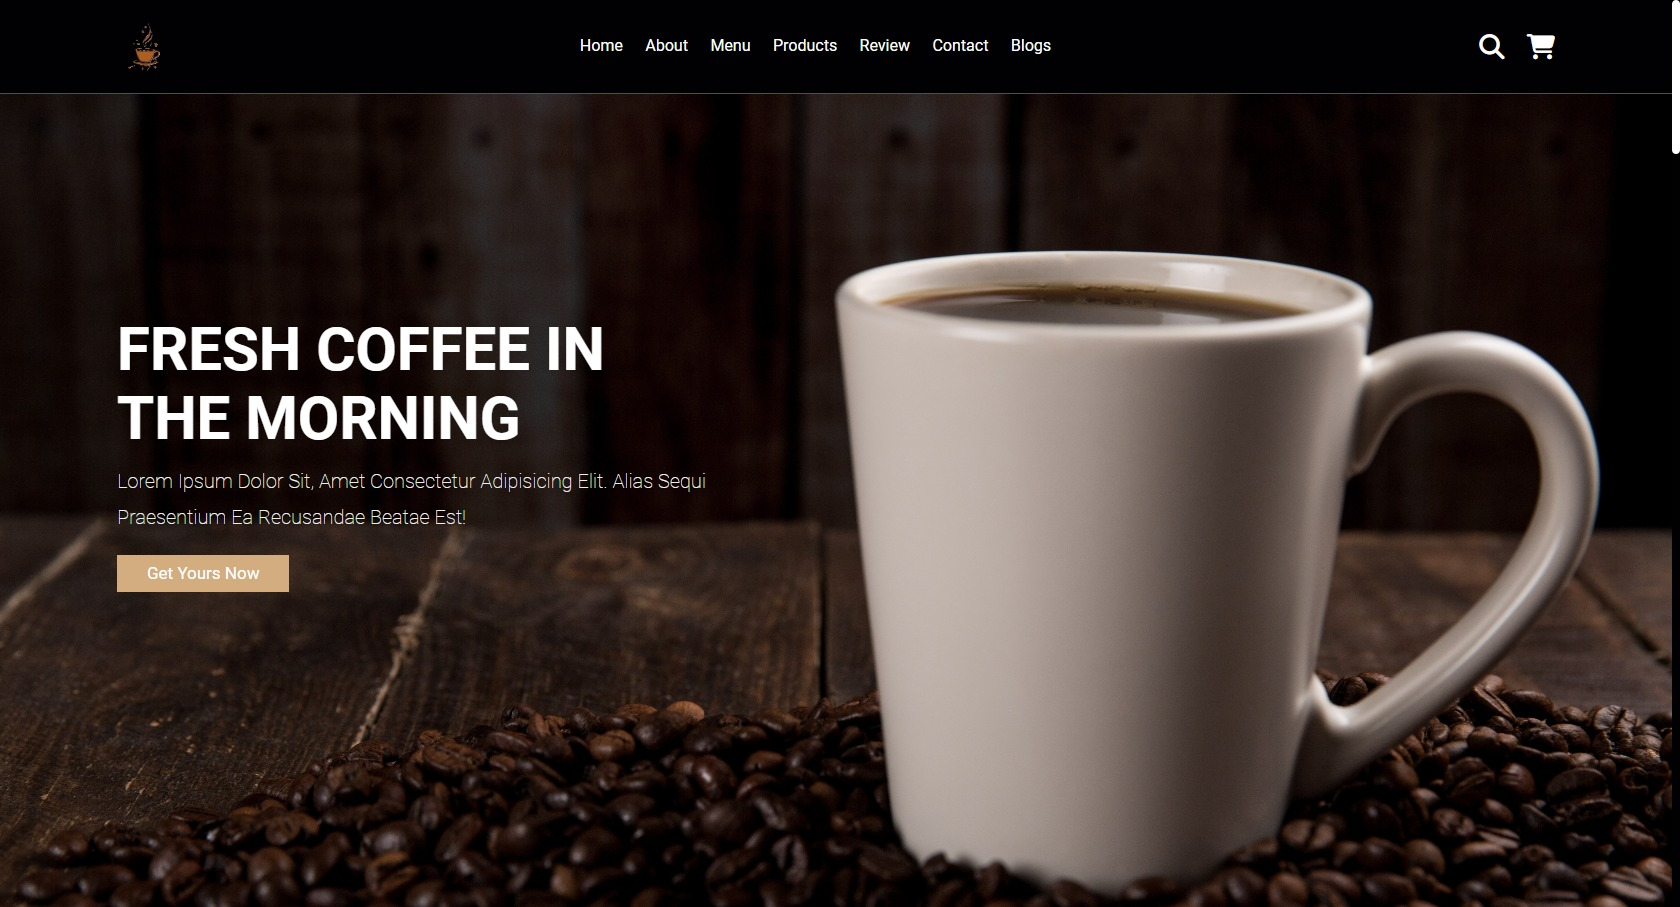 Home About Menu Products Review Contact Blogs
FRESH COFFEE IN
THE MORNING
Lorem Ipsum Dolor Sit, Amet Consectetur Adipisicing Elit. Alias Sequi
Praesentium Ea Recusandae Beatae Est!
Get Yours Now